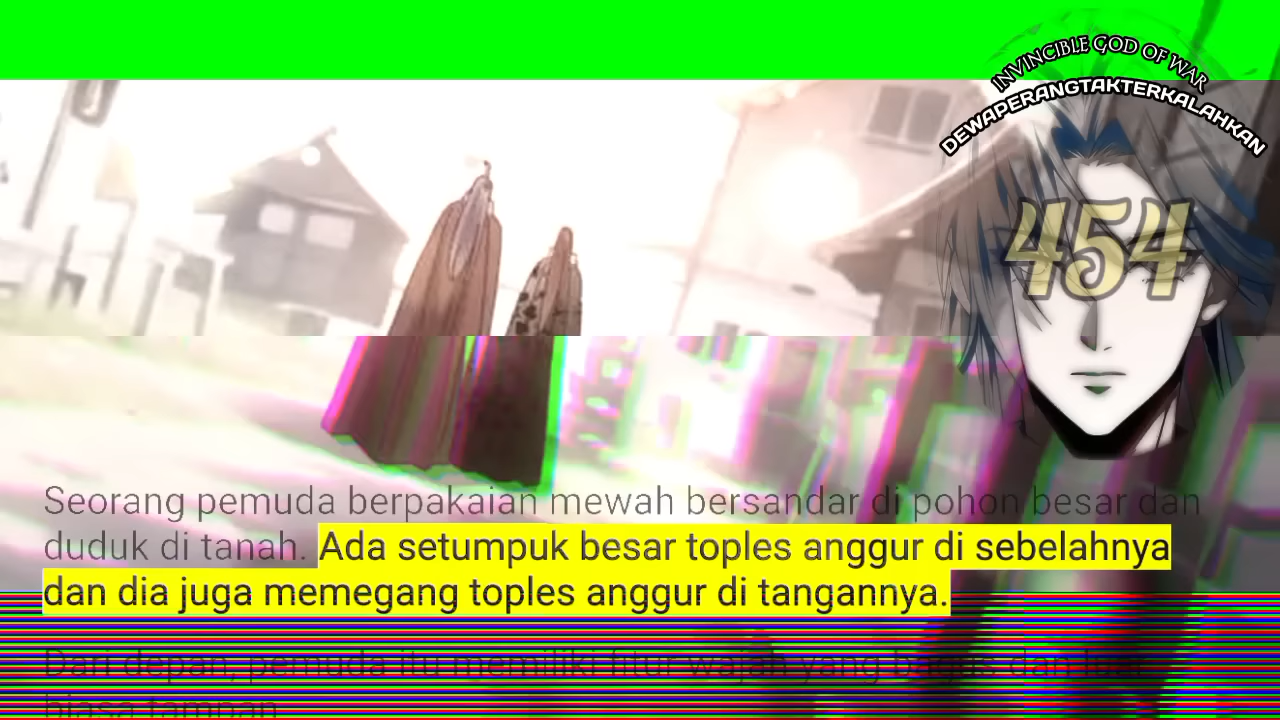 INVINCIBLE GOD OF WAR
DEWAPERANGTAKTERKALAHKAN
454
Seorang pemuda berpakaian mewah bersandar di pohon besar dan
duduk di tanah. Ada setumpuk besar toples anggur di sebelahnya
dan dia juga memegang toples anggur di tangannya.
Dari depan, pemuda itu memiliki fitur wajah yang bagus dan luar
biasa tampan.